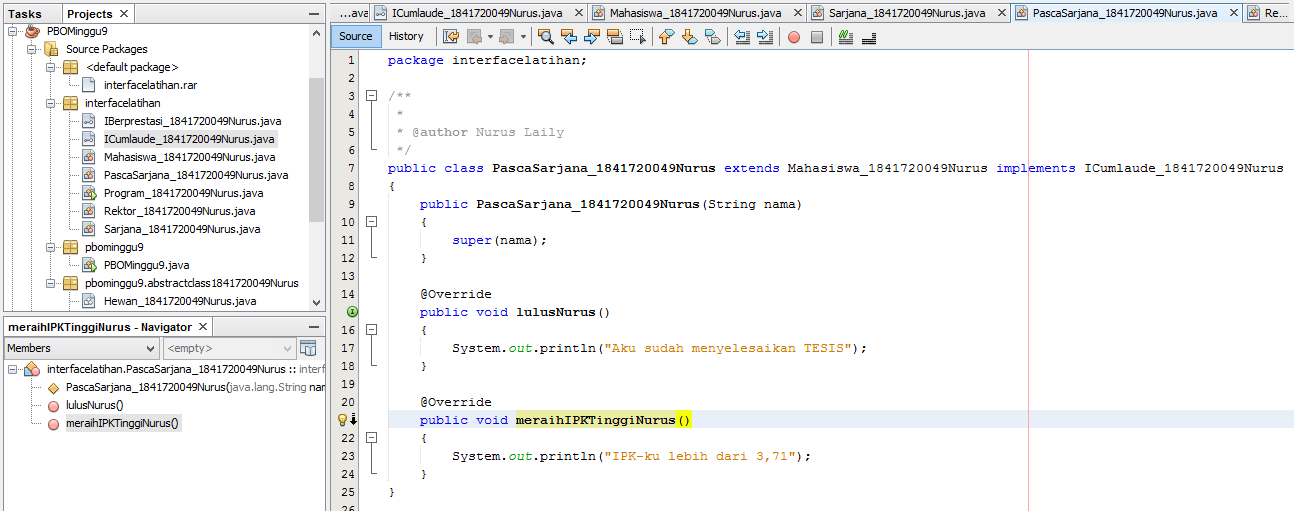 Tasks Projects
PBOMinggu9
Source Packages
<default package>
interfacelatihan.rar
interfacelatihan
IBerprestasi_1841720049Nurus.java
ICumlaude_1841720049Nurus.java
Mahasiswa_1841720049Nurus.java
PascaSarjana_1841720049Nurus.java
Program_1841720049Nurus.java
Rektor_1841720049Nurus.java
Sarjana_1841720049Nurus.java
pbominggu9
PBOMinggu9.java
pbominggu9.abstractclass1841720049Nurus
Hewan_1841720049Nurus.java
meraihIPKTinggiNurus - Navigator
Members <empty>
interfacelatihan.PascaSarjana_1841720049Nurus :: interf
PascaSarjana_1841720049Nurus(java.lang.String nam
lulusNurus()
meraihIPKTinggiNurus()
...ava ICumlaude_1841720049Nurus.java Mahasiswa_1841720049Nurus.java Sarjana_1841720049Nurus.java PascaSarjana_1841720049Nurus.java Re...
Source History
1 package interfacelatihan;
2
3 /**
4 *
5 * @author Nurus Laily
6 */
7 public class PascaSarjana_1841720049Nurus extends Mahasiswa_1841720049Nurus implements ICumlaude_1841720049Nurus
8 {
9 public PascaSarjana_1841720049Nurus(String nama)
10 {
11 super(nama);
12 }
13
14 @Override
public void lulusNurus()
16 {
17 System.out.println("Aku sudah menyelesaikan TESIS");
18 }
19
20 @Override
public void meraihIPKTinggiNurus()
22 {
23 System.out.println("IPK-ku lebih dari 3,71");
24 }
25 }
26